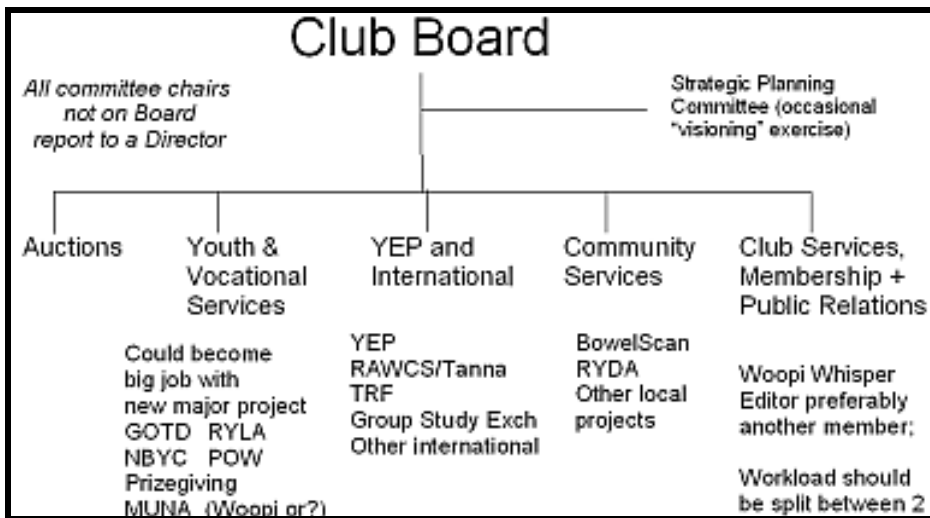 Club Board
All committee chairs
not on Board
report to a Director
Strategic Planning
Committee (occasional
"visioning" exercise)
Auctions
Youth &
Vocational
Services
Could become
big job with
new major project
GOTD RYLA
NBYC POW
Prizegiving
MUNA (Woopi or?)
YEP and
International
YEP
RAWCS/Tanna
TRF
Group Study Exch
Other international
Community
Services
BowelScan
RYDA
Other local
projects
Club Services,
Membership +
Public Relations
Woopi Whisper
Editor preferably
another member;
Workload should
be split between 2